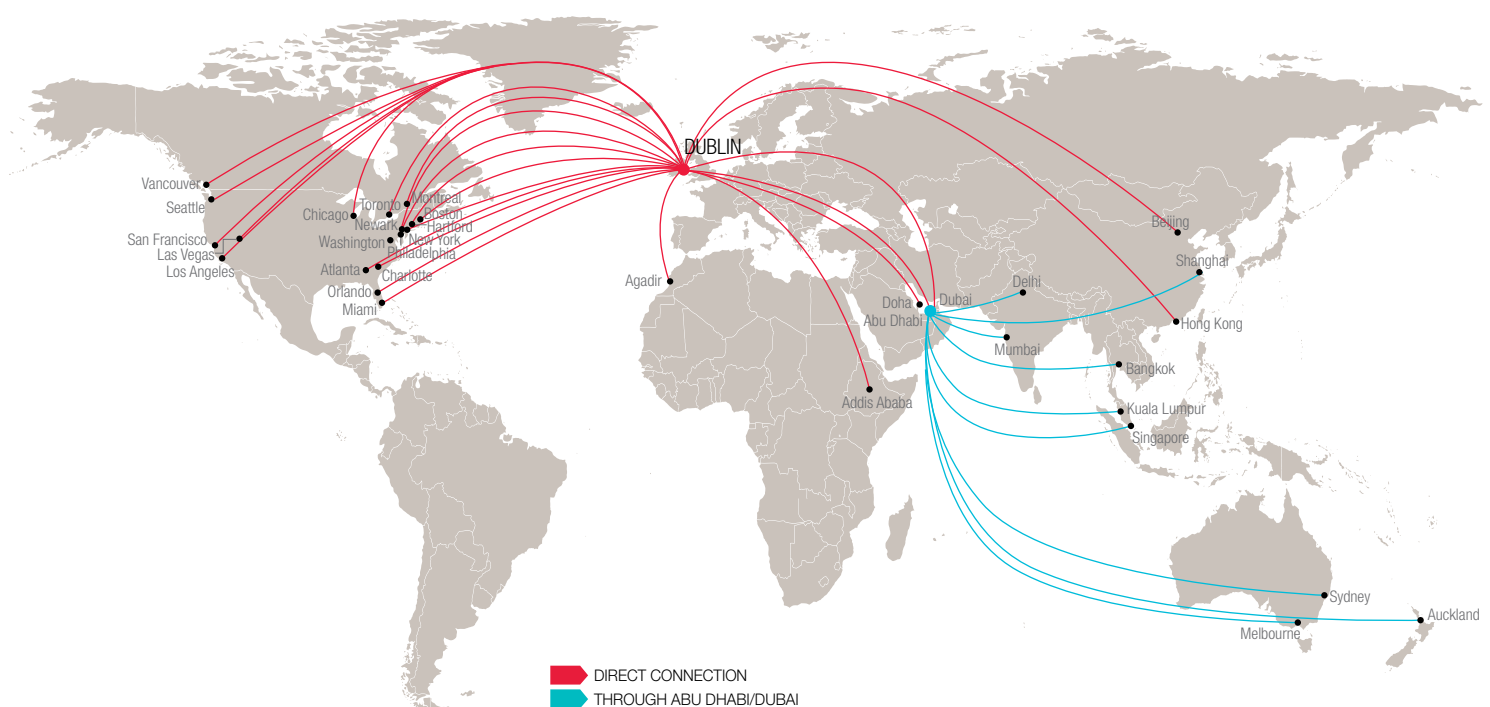 DUBLIN
Vancouver
Seattle
San Francisco
Las Vegas
Los Angeles
Chicago
Toronto
Montreal,
Newark
Boston
Hartford
Washington
New York
Philadelphia
Atlanta
Charlotte
Orlando
Miami
Agadir
Addis Ababa
Doha
Dubai
Abu Dhabi
Delhi
Mumbai
Beijing
Shanghai
Hong Kong
Bangkok
Kuala Lumpur
Singapore
Sydney
Auckland
Melbourne
DIRECT CONNECTION
THROUGH ABU DHABI/DUBAI